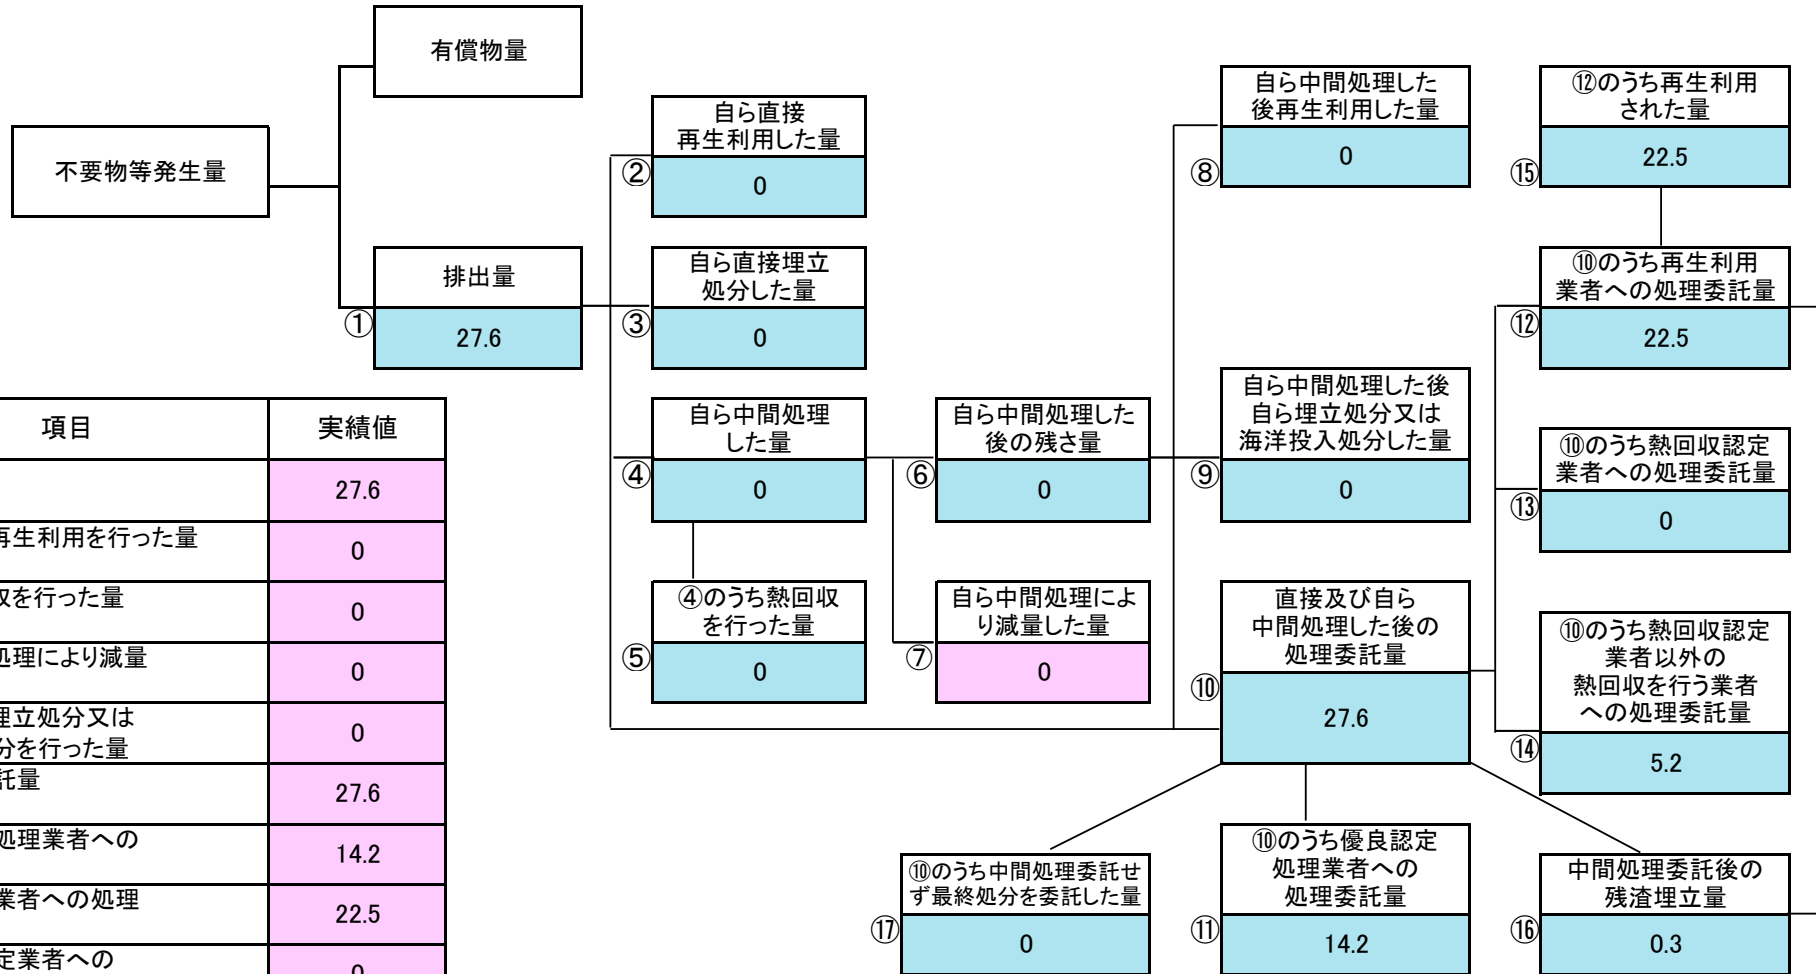 有償物量
不要物等発生量
排出量
①
27.6
自ら直接
再生利用した量
②
0
自ら直接埋立
処分した量
③
0
自ら中間処理
した量
④
0
④のうち熱回収
を行った量
⑤
0
自ら中間処理した
後の残さ量
⑥
0
自ら中間処理によ
り減量した量
⑦
0
自ら中間処理した
後再生利用した量
⑧
0
自ら中間処理した後
自ら埋立処分又は
海洋投入処分した量
⑨
0
直接及び自ら
中間処理した後の
処理委託量
⑩
27.6
⑩のうち中間処理委託せ
ず最終処分を委託した量
⑰
0
⑩のうち優良認定
処理業者への
処理委託量
⑪
14.2
⑫のうち再生利用
された量
⑮
22.5
⑩のうち再生利用
業者への処理委託量
⑫
22.5
⑩のうち熱回収認定
業者への処理委託量
⑬
0
⑩のうち熱回収認定
業者以外の
熱回収を行う業者
への処理委託量
⑭
5.2
中間処理委託後の
残渣埋立量
⑯
0.3
項目
実績値
27.6
再生利用を行った量
0
収を行った量
0
処理により減量
0
埋立処分又は
分を行った量
0
託量
27.6
処理業者への
14.2
業者への処理
22.5
定業者への
0